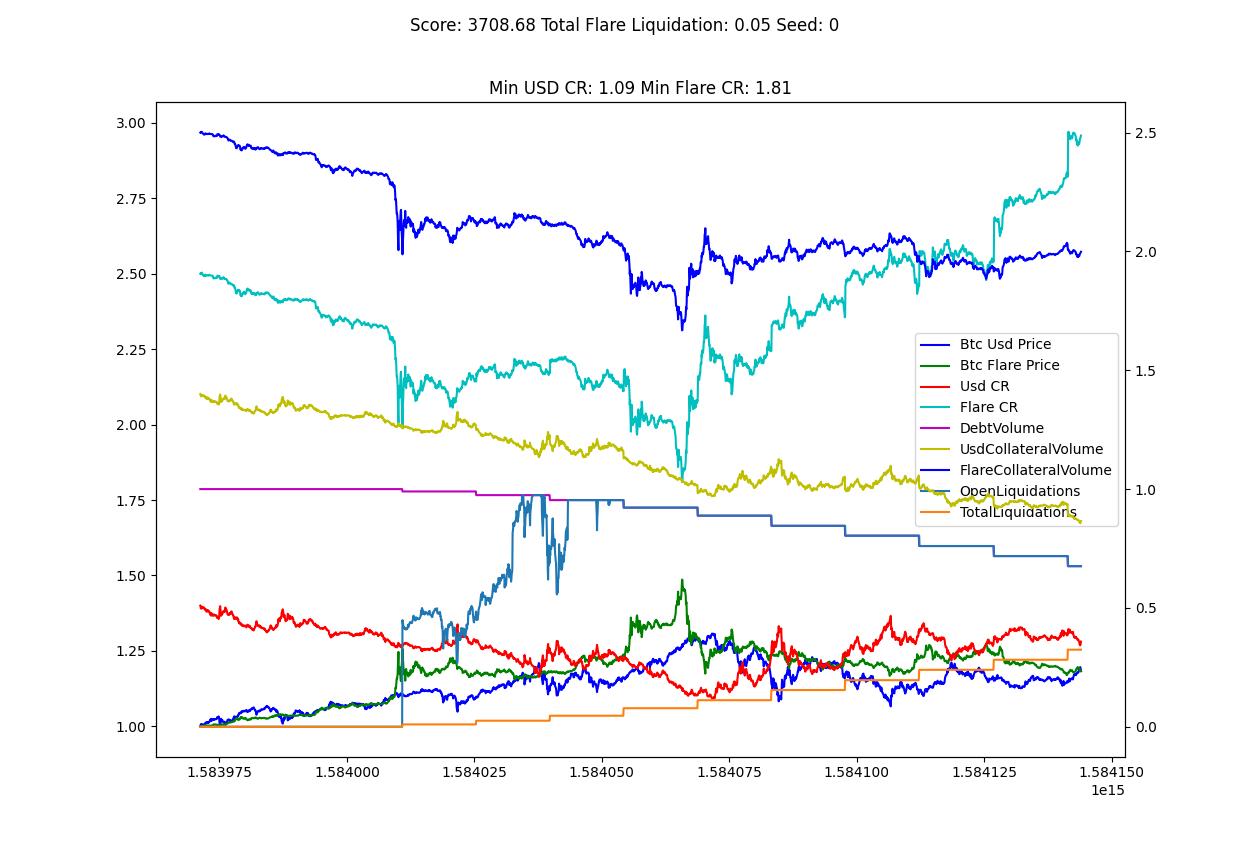 Score: 3708.68 Total Flare Liquidation: 0.05 Seed: 0
Min USD CR: 1.09 Min Flare CR: 1.81
3.00
2.75
2.50
2.25
2.00
1.75
1.50
1.25
1.00
2.5
2.0
1.5
1.0
0.5
0.0
Btc Usd Price
Btc Flare Price
Usd CR
Flare CR
DebtVolume
UsdCollateralVolume
FlareCollateralVolume
OpenLiquidations
TotalLiquidations
1.583975 1.584000 1.584025 1.584050 1.584075 1.584100 1.584125 1.584150
1e15